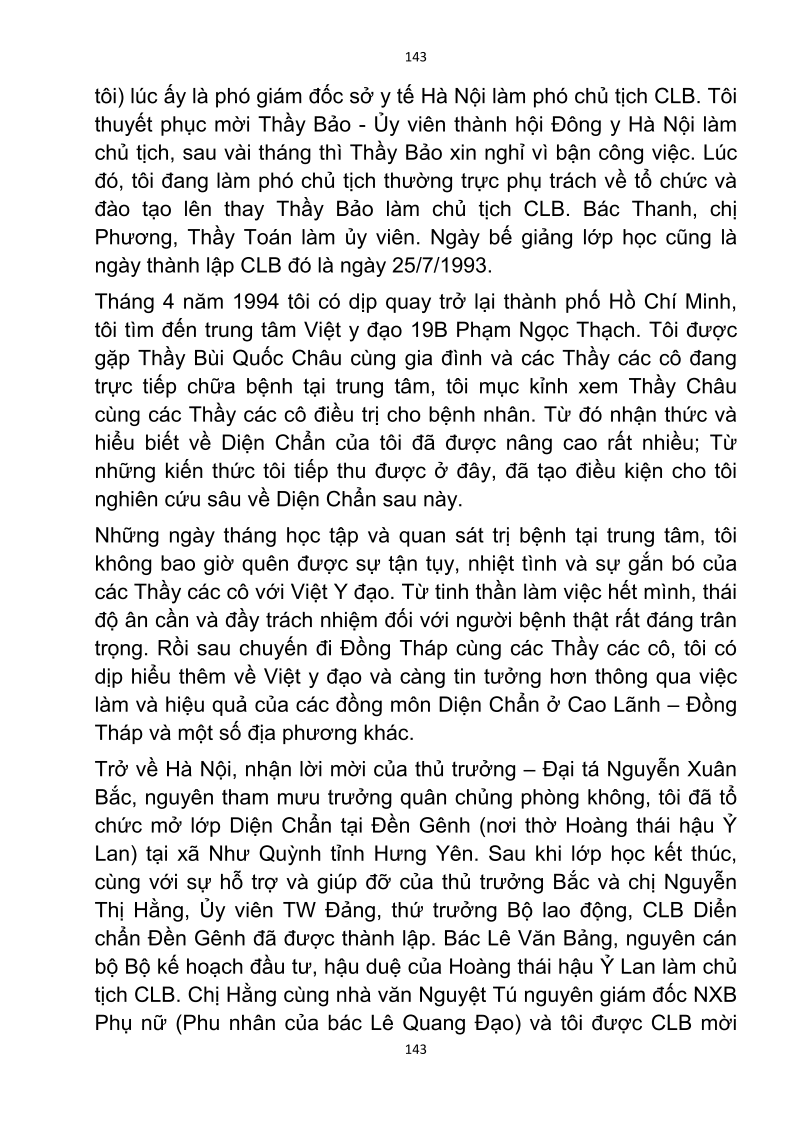 143
tôi) lúc ấy là phó giám đốc sở y tế Hà Nội làm phó chủ tịch CLB. Tôi
thuyết phục mời Thầy Bảo - Ủy viên thành hội Đông y Hà Nội làm
chủ tịch, sau vài tháng thì Thầy Bảo xin nghỉ vì bận công việc. Lúc
đó, tôi đang làm phó chủ tịch thường trực phụ trách về tổ chức và
đào tạo lên thay Thầy Bảo làm chủ tịch CLB. Bác Thanh, chị
Phương, Thầy Toán làm ủy viên. Ngày bế giảng lớp học cũng là
ngày thành lập CLB đó là ngày 25/7/1993.
Tháng 4 năm 1994 tôi có dịp quay trở lại thành phố Hồ Chí Minh,
tôi tìm đến trung tâm Việt y đạo 19B Phạm Ngọc Thạch. Tôi được
gặp Thầy Bùi Quốc Châu cùng gia đình và các Thầy các cô đang
trực tiếp chữa bệnh tại trung tâm, tôi mục kỉnh xem Thầy Châu
cùng các Thầy các cô điều trị cho bệnh nhân. Từ đó nhận thức và
hiểu biết về Diện Chẩn của tôi đã được nâng cao rất nhiều; Từ
những kiến thức tôi tiếp thu được ở đây, đã tạo điều kiện cho tôi
nghiên cứu sâu về Diện Chẩn sau này.
Những ngày tháng học tập và quan sát trị bệnh tại trung tâm, tôi
không bao giờ quên được sự tận tụy, nhiệt tình và sự gắn bó của
các Thầy các cô với Việt Y đạo. Từ tinh thần làm việc hết mình, thái
độ ân cần và đầy trách nhiệm đối với người bệnh thật rất đáng trân
trọng. Rồi sau chuyến đi Đồng Tháp cùng các Thầy các cô, tôi có
dịp hiểu thêm về Việt y đạo và càng tin tưởng hơn thông qua việc
làm và hiệu quả của các đồng môn Diện Chẩn ở Cao Lãnh – Đồng
Tháp và một số địa phương khác.
Trở về Hà Nội, nhận lời mời của thủ trưởng – Đại tá Nguyễn Xuân
Bắc, nguyên tham mưu trưởng quân chủng phòng không, tôi đã tổ
chức mở lớp Diện Chẩn tại Đền Gênh (nơi thờ Hoàng thái hậu Ỷ
Lan) tại xã Như Quỳnh tỉnh Hưng Yên. Sau khi lớp học kết thúc,
cùng với sự hỗ trợ và giúp đỡ của thủ trưởng Bắc và chị Nguyễn
Thị Hằng, Ủy viên TW Đảng, thứ trưởng Bộ lao động, CLB Diển
chẩn Đền Gênh đã được thành lập. Bác Lê Văn Bảng, nguyên cán
bộ Bộ kế hoạch đầu tư, hậu duệ của Hoàng thái hậu Ỷ Lan làm chủ
tịch CLB. Chị Hằng cùng nhà văn Nguyệt Tú nguyên giám đốc NXB
Phụ nữ (Phu nhân của bác Lê Quang Đạo) và tôi được CLB mời
143